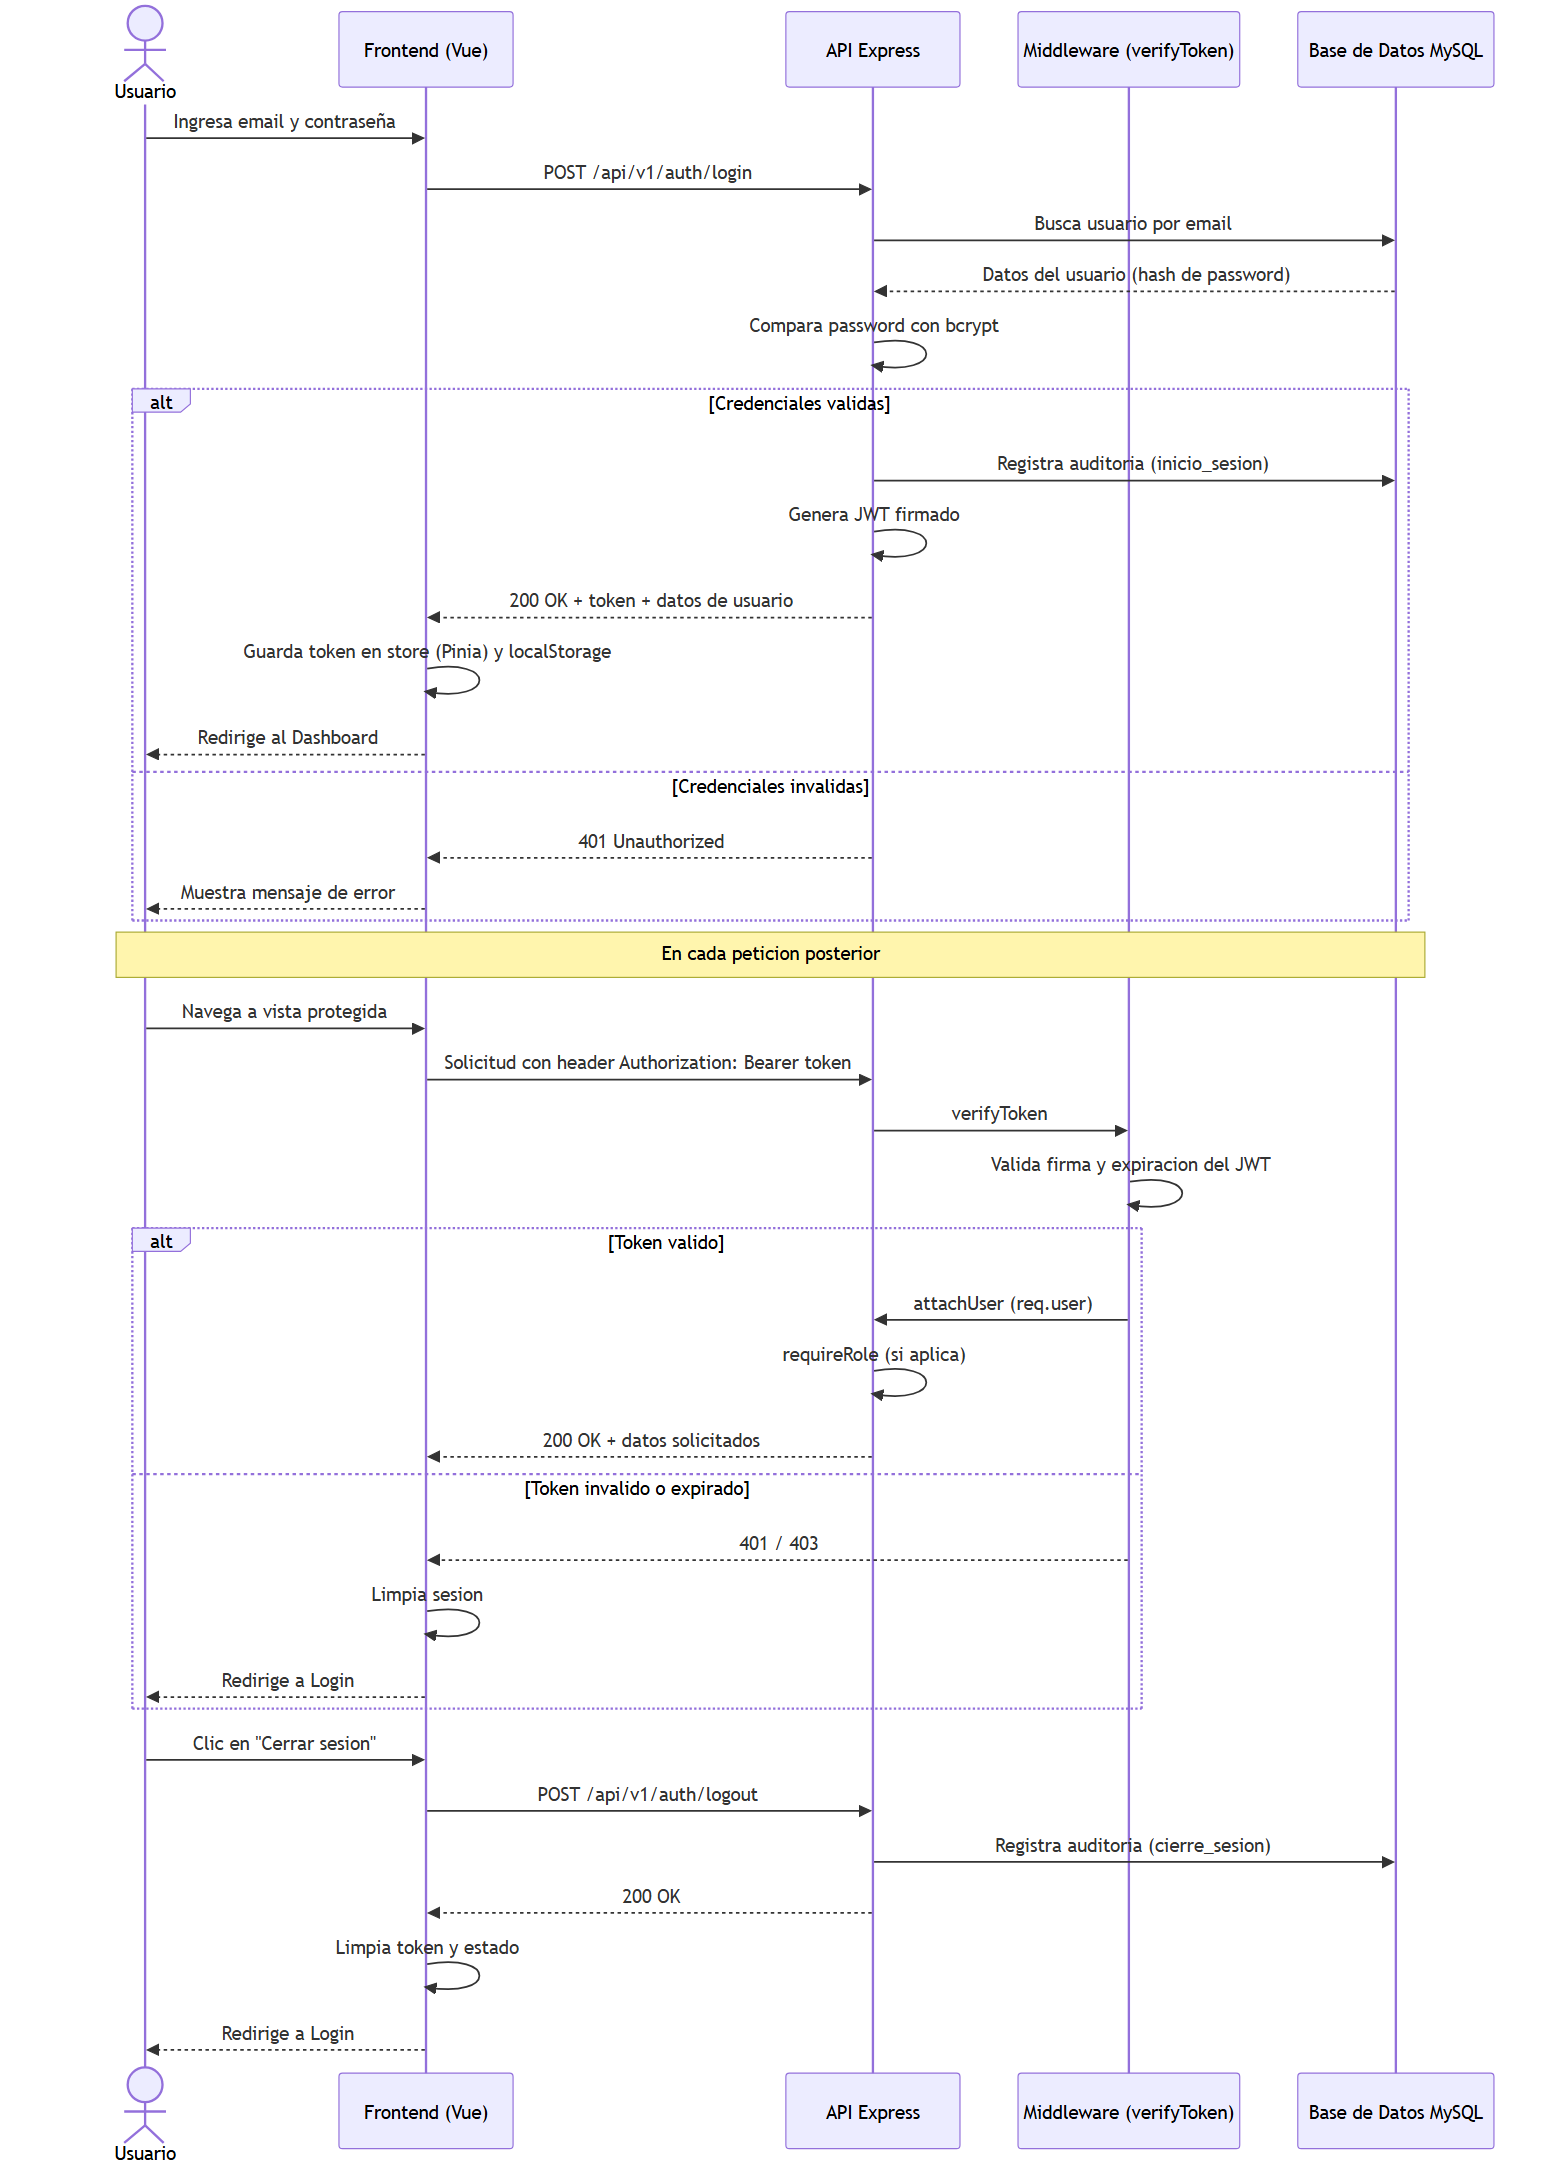 Usuario
Frontend (Vue)
API Express
Middleware (verifyToken)
Base de Datos MySQL
Ingresa email y contraseña
POST /api/v1/auth/login
Busca usuario por email
Datos del usuario (hash de password)
Compara password con bcrypt
alt
[Credenciales validas]
Registra auditoria (inicio_sesion)
Genera JWT firmado
200 OK + token + datos de usuario
Guarda token en store (Pinia) y localStorage
Redirige al Dashboard
[Credenciales invalidas]
401 Unauthorized
Muestra mensaje de error
En cada peticion posterior
Navega a vista protegida
Solicitud con header Authorization: Bearer token
verifyToken
Valida firma y expiracion del JWT
alt
[Token valido]
attachUser (req.user)
requireRole (si aplica)
200 OK + datos solicitados
[Token invalido o expirado]
401 / 403
Limpia sesion
Redirige a Login
Clic en "Cerrar sesion"
POST /api/v1/auth/logout
Registra auditoria (cierre_sesion)
200 OK
Limpia token y estado
Redirige a Login
Usuario
Frontend (Vue)
API Express
Middleware (verifyToken)
Base de Datos MySQL